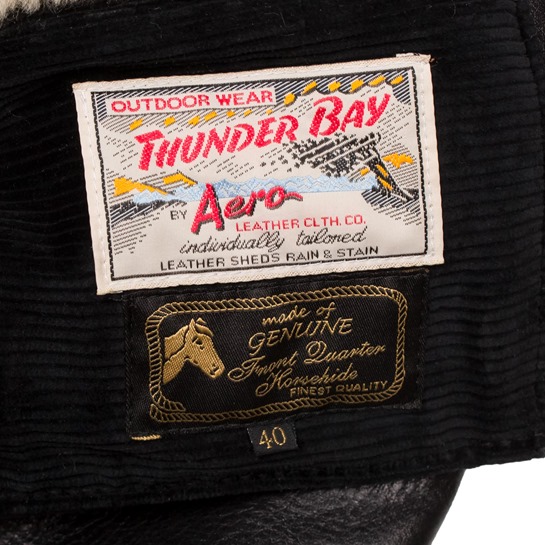 OUTDOOR WEAR
THUNDER BAY
BY Aero
LEATHER CLTH. CO.
individually tailored
LEATHER SHEDS RAIN & STAIN
made of
GENUINE
Front Quarter
Horsehide
FINEST QUALITY
40